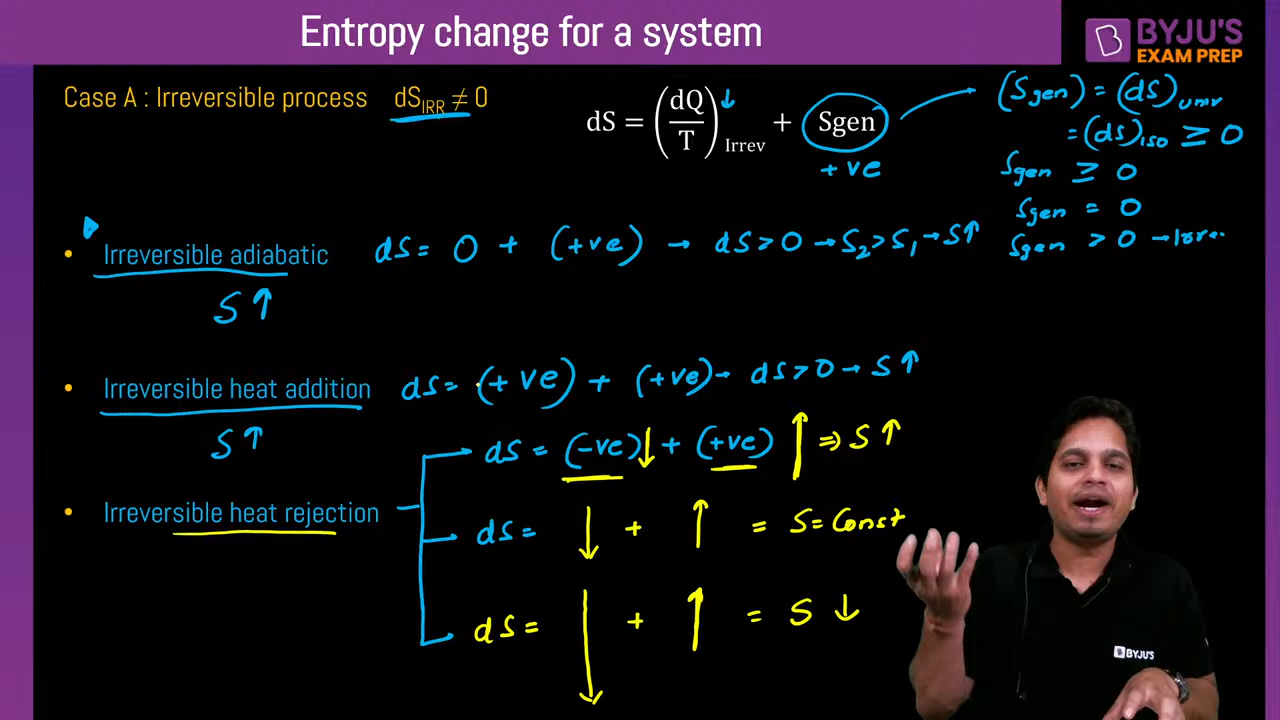 Entropy change for a system
BYJU'S
EXAM PREP
Case A : Irreversible process dS_IRR ≠ 0
dS = (dQ/T)↓_Irrev + Sgen
+ve
(Sgen) = (dS)univ
= (dS)iso ≥ 0
Sgen ≥ 0
Sgen = 0
Sgen > 0 →Irre..
• Irreversible adiabatic dS = 0 + (+ve) → dS > 0 → S₂ > S₁ → S↑
S ↑
• Irreversible heat addition dS = (+ve) + (+ve) → dS > 0 → S ↑
S ↑
dS = (-ve)↓ + (+ve) ↑ ⇒ S ↑
• Irreversible heat rejection
dS = ↓ + ↑ = S = Const
dS = ↓ + ↑ = S ↓
BYJU'S